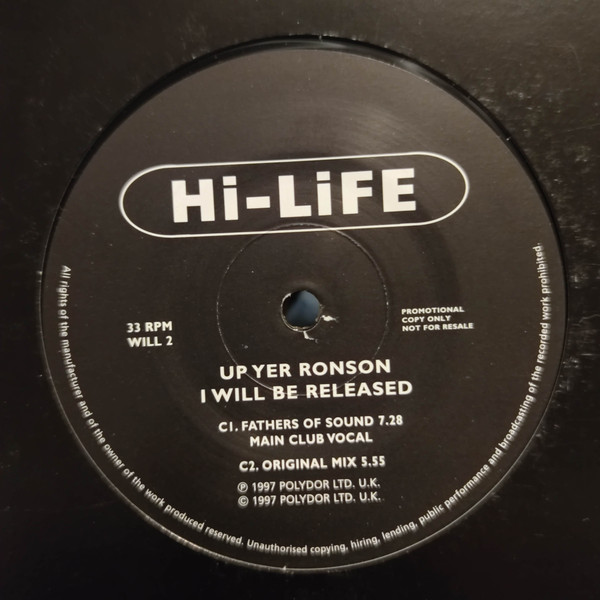 Hi-LiFE
33 RPM
WILL 2
PROMOTIONAL
COPY ONLY
NOT FOR RESALE
UP YER RONSON
I WILL BE RELEASED
C1. FATHERS OF SOUND 7.28
MAIN CLUB VOCAL
C2. ORIGINAL MIX 5.55
℗ 1997 POLYDOR LTD. U.K.
© 1997 POLYDOR LTD. U.K.
All rights of the manufacturer and of the owner of the work produced reserved. Unauthorised copying, hiring, lending, public performance and broadcasting of the recorded work prohibited.